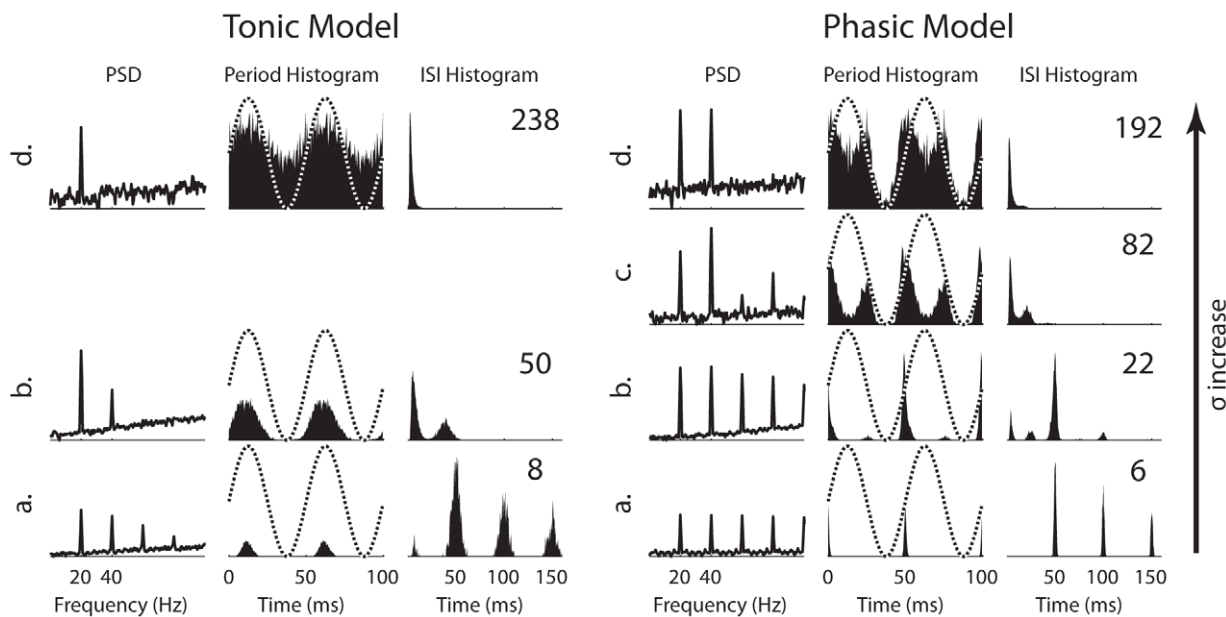 Tonic Model
Phasic Model
PSD
Period Histogram
ISI Histogram
PSD
Period Histogram
ISI Histogram
d.
238
d.
192
c.
82
b.
50
b.
22
a.
8
a.
6
σ increase
20 40
0 50 100
50 100 150
20 40
0 50 100
50 100 150
Frequency (Hz)
Time (ms)
Time (ms)
Frequency (Hz)
Time (ms)
Time (ms)